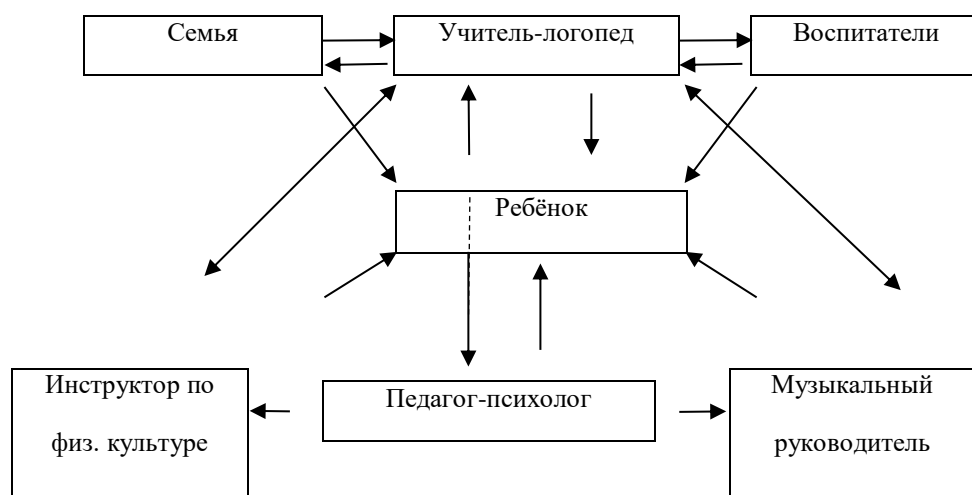 Семья
Учитель-логопед
Воспитатели
Ребёнок
Инструктор по
физ. культуре
Педагог-психолог
Музыкальный
руководитель